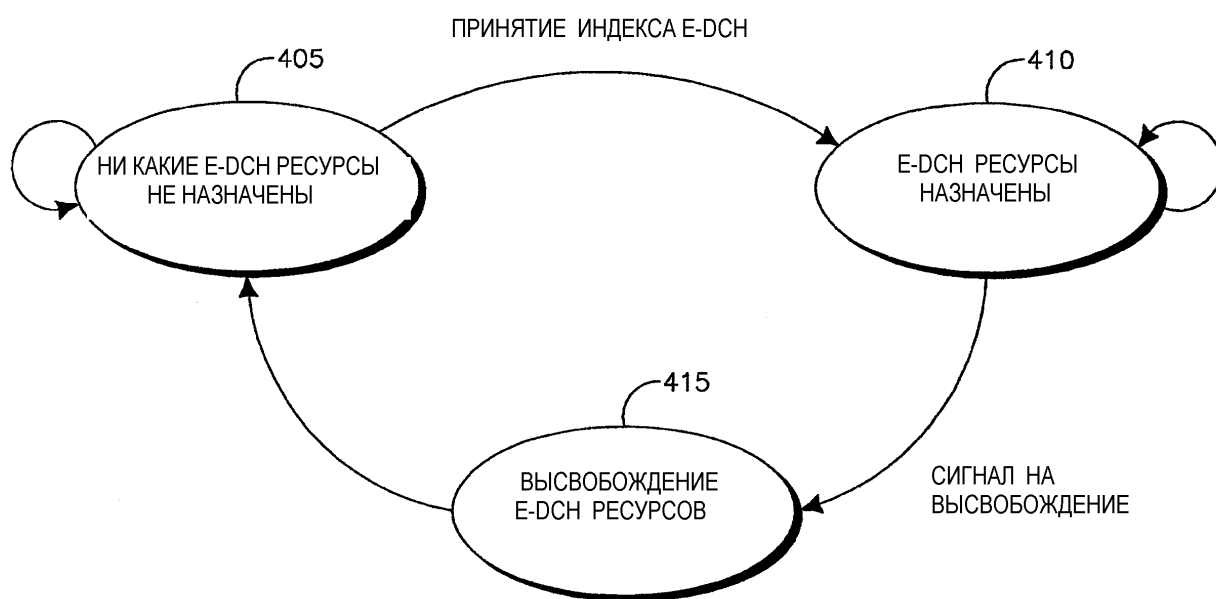 ПРИНЯТИЕ ИНДЕКСА E-DCH
405
410
НИ КАКИЕ E-DCH РЕСУРСЫ
НЕ НАЗНАЧЕНЫ
E-DCH РЕСУРСЫ
НАЗНАЧЕНЫ
415
ВЫСВОБОЖДЕНИЕ
E-DCH РЕСУРСОВ
СИГНАЛ НА
ВЫСВОБОЖДЕНИЕ